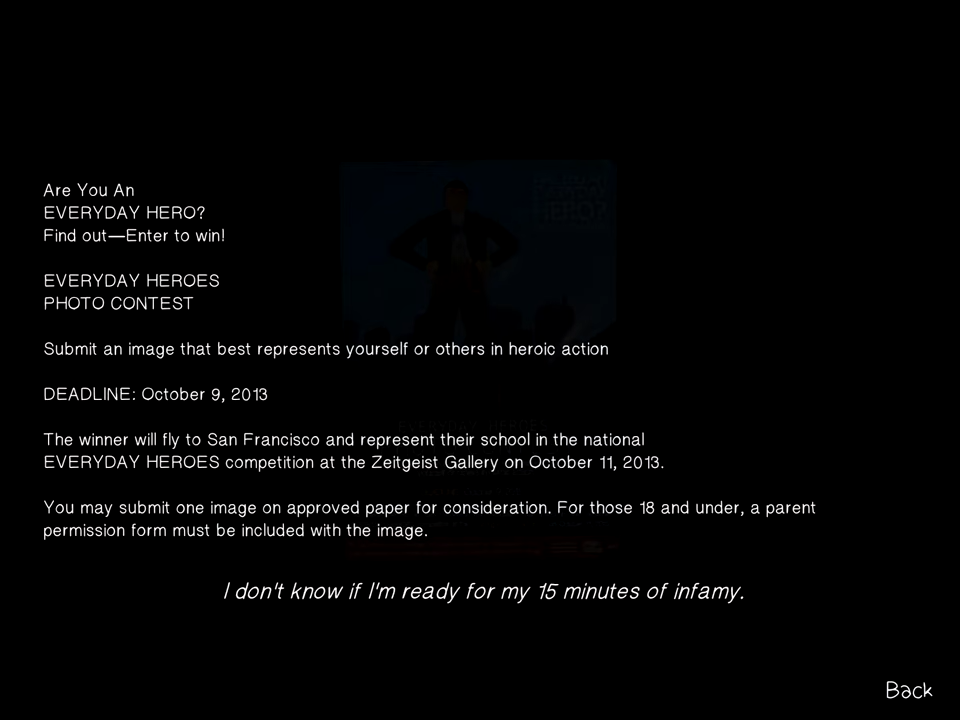 Are You An
EVERYDAY HERO?
Find out—Enter to win!
EVERYDAY HEROES
PHOTO CONTEST
Submit an image that best represents yourself or others in heroic action
DEADLINE: October 9, 2013
The winner will fly to San Francisco and represent their school in the national
EVERYDAY HEROES competition at the Zeitgeist Gallery on October 11, 2013.
You may submit one image on approved paper for consideration. For those 18 and under, a parent
permission form must be included with the image.
I don't know if I'm ready for my 15 minutes of infamy.
Back